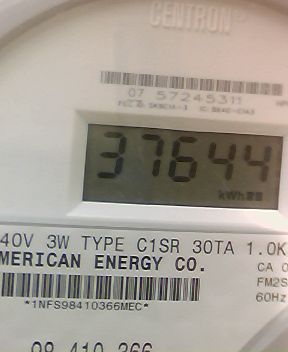 CENTRON®
07 57245311
37644
kWh
40V 3W TYPE C1SR 30TA 1.0K
MERICAN ENERGY CO.
CA 0
FM2S
*1NFS98410366MEC*
60Hz
98 410 366